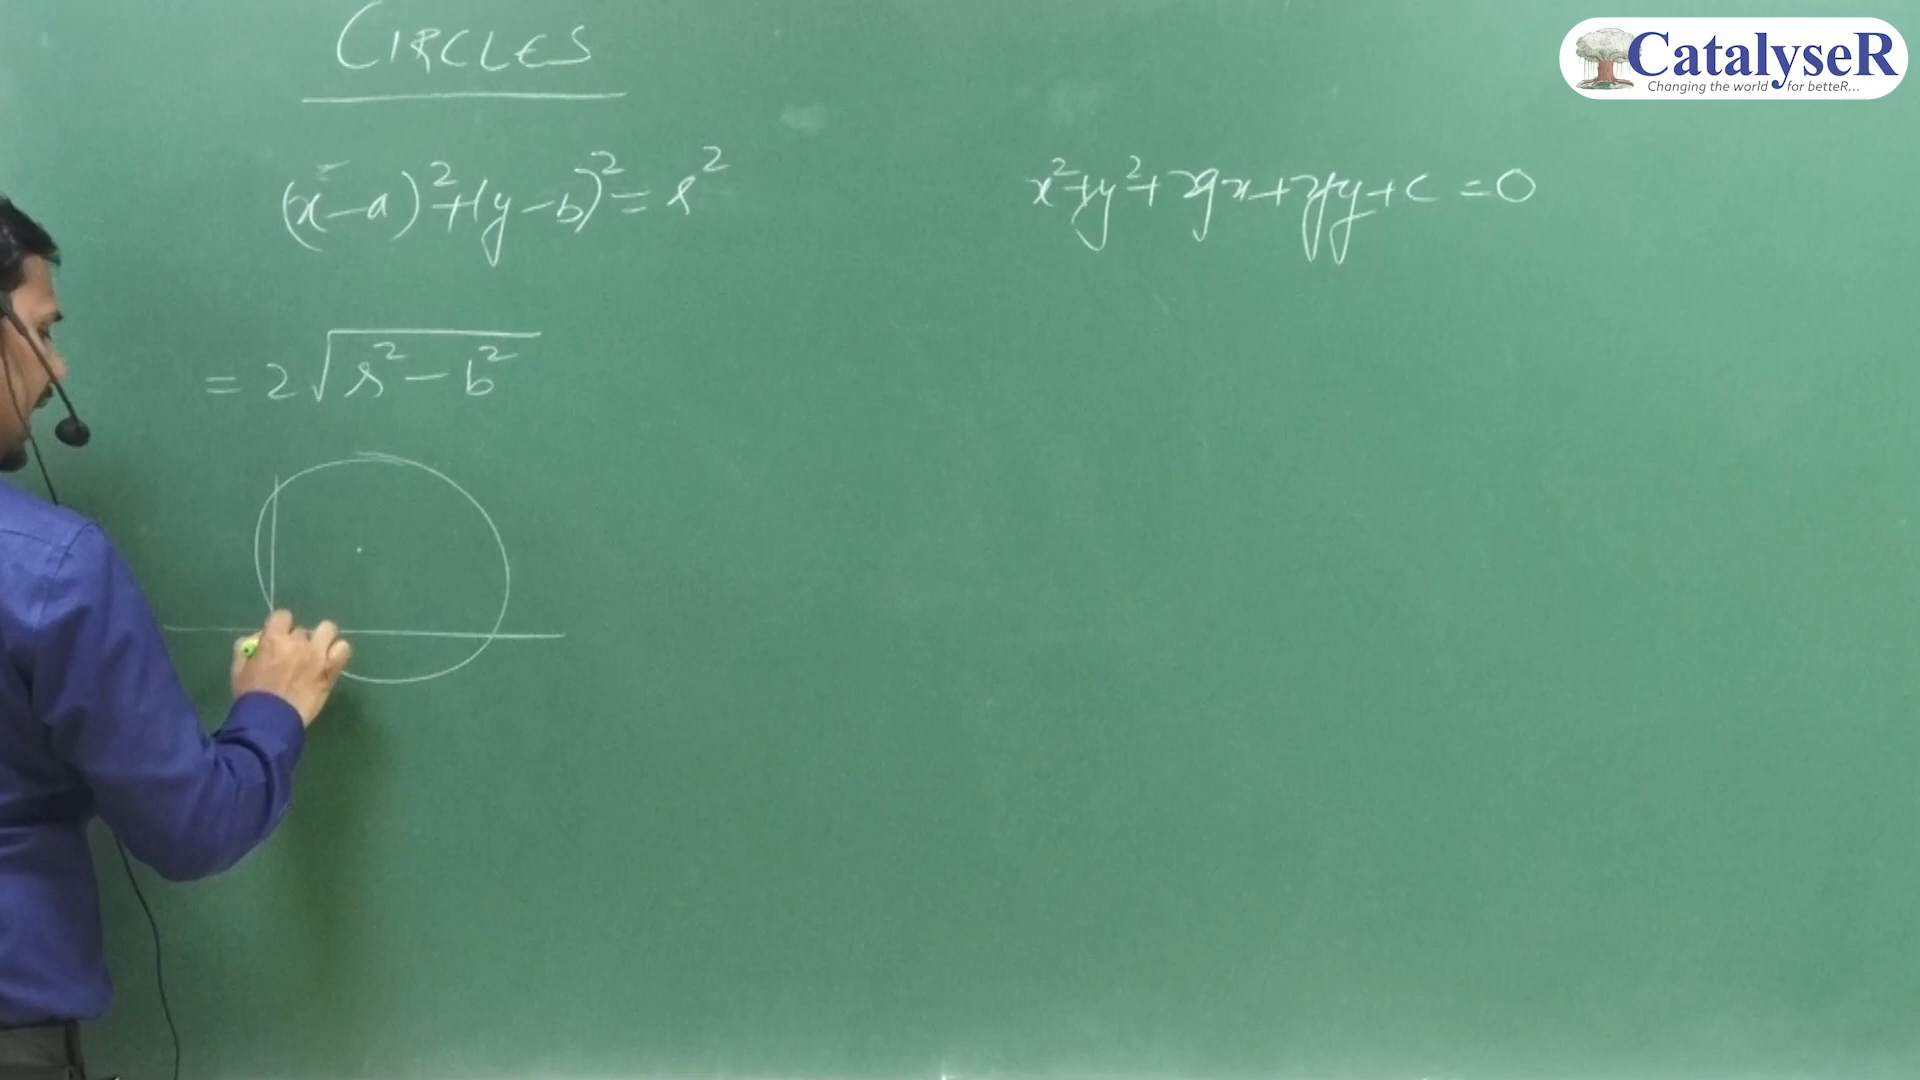 CIRCLES
(x-a)²+(y-b)²=r²
=2√(r²-b²)
x²+y²+2gx+2fy+c=0
CatalyseR
Changing the world for betteR...